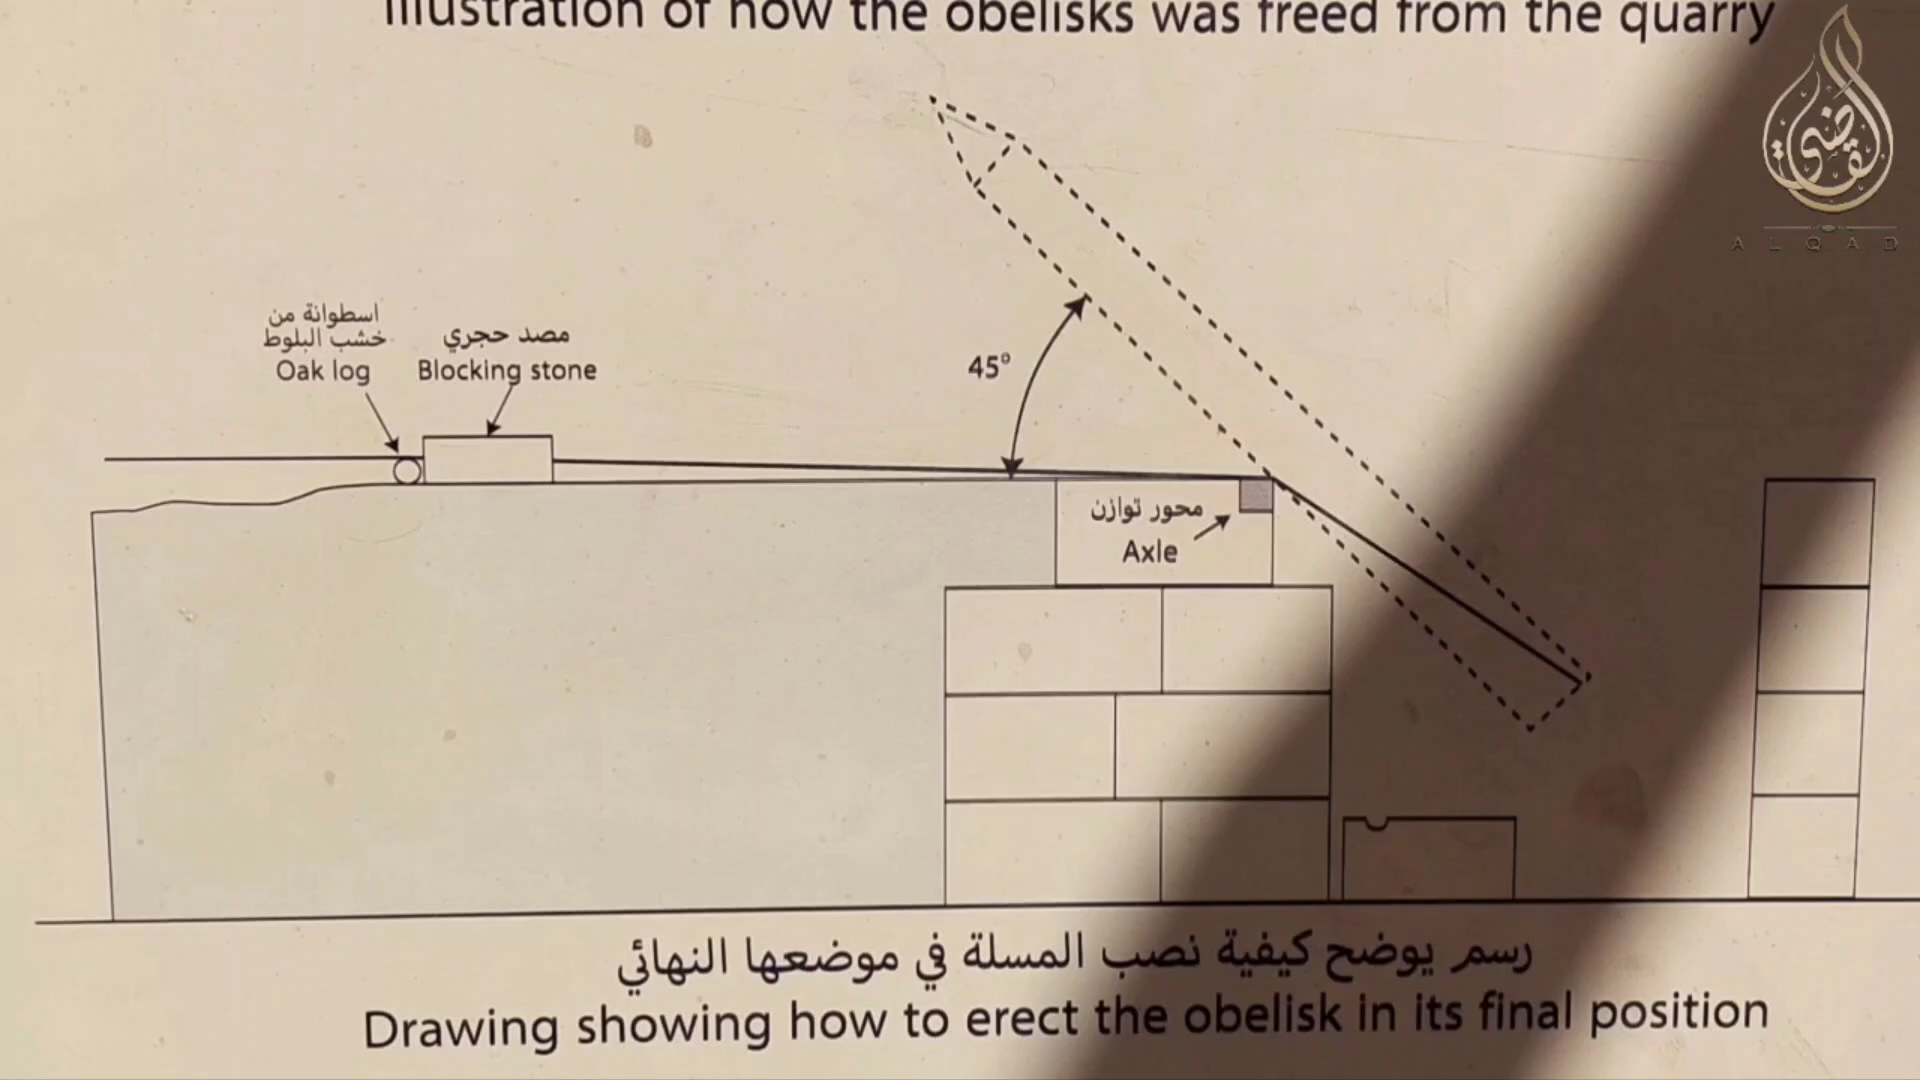 Illustration of how the obelisks was freed from the quarry
ALQAD
اسطوانة من
خشب البلوط
Oak log
مصد حجري
Blocking stone
45°
محور توازن
Axle
رسم يوضح كيفية نصب المسلة في موضعها النهائي
Drawing showing how to erect the obelisk in its final position